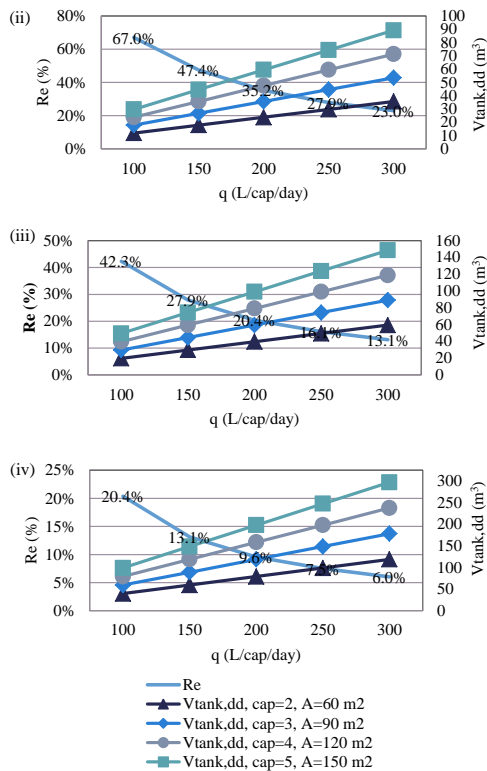 (ii)
80%
60%
40%
20%
0%
Re (%)
67.0%
47.4%
35.2%
27.9%
23.0%
100
90
80
70
60
50
40
30
20
10
0
Vtank,dd (m³)
100 150 200 250 300
q (L/cap/day)
(iii)
50%
40%
30%
20%
10%
0%
Re (%)
42.3%
27.9%
20.4%
16.1%
13.1%
160
140
120
100
80
60
40
20
0
Vtank,dd (m³)
100 150 200 250 300
q (L/cap/day)
(iv)
25%
20%
15%
10%
5%
0%
Re (%)
20.4%
13.1%
9.6%
6.0%
300
250
200
150
100
50
0
Vtank,dd (m³)
100 150 200 250 300
q (L/cap/day)
Re
Vtank,dd, cap=2, A=60 m2
Vtank,dd, cap=3, A=90 m2
Vtank,dd, cap=4, A=120 m2
Vtank,dd, cap=5, A=150 m2